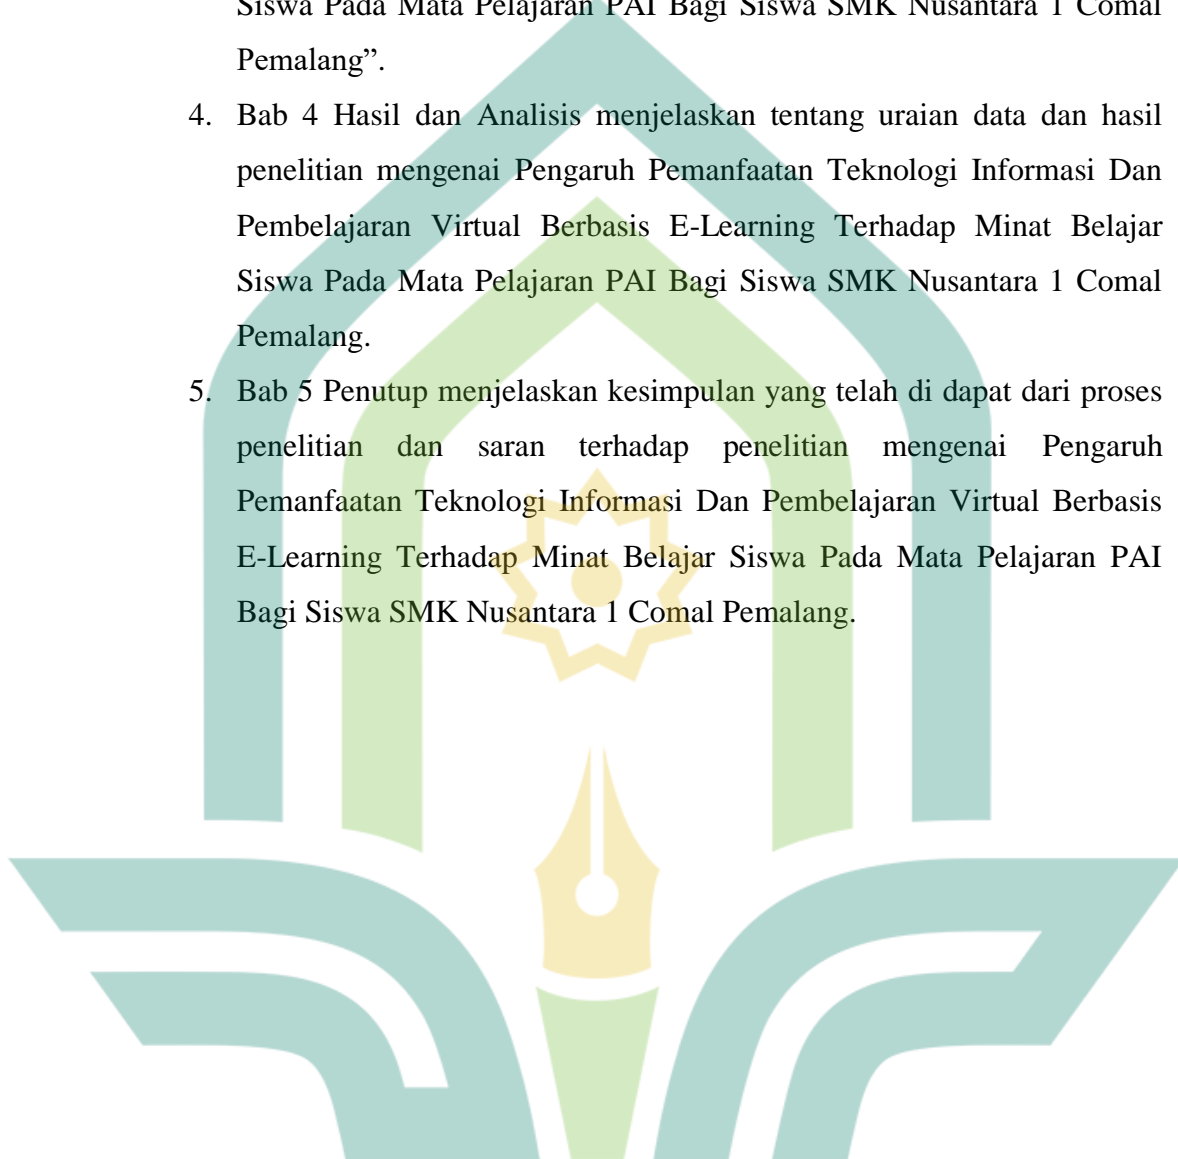 Siswa Pada Mata Pelajaran PAI Bagi Siswa SMK Nusantara 1 Comal
Pemalang”.
4. Bab 4 Hasil dan Analisis menjelaskan tentang uraian data dan hasil
penelitian mengenai Pengaruh Pemanfaatan Teknologi Informasi Dan
Pembelajaran Virtual Berbasis E-Learning Terhadap Minat Belajar
Siswa Pada Mata Pelajaran PAI Bagi Siswa SMK Nusantara 1 Comal
Pemalang.
5. Bab 5 Penutup menjelaskan kesimpulan yang telah di dapat dari proses
penelitian dan saran terhadap penelitian mengenai Pengaruh
Pemanfaatan Teknologi Informasi Dan Pembelajaran Virtual Berbasis
E-Learning Terhadap Minat Belajar Siswa Pada Mata Pelajaran PAI
Bagi Siswa SMK Nusantara 1 Comal Pemalang.